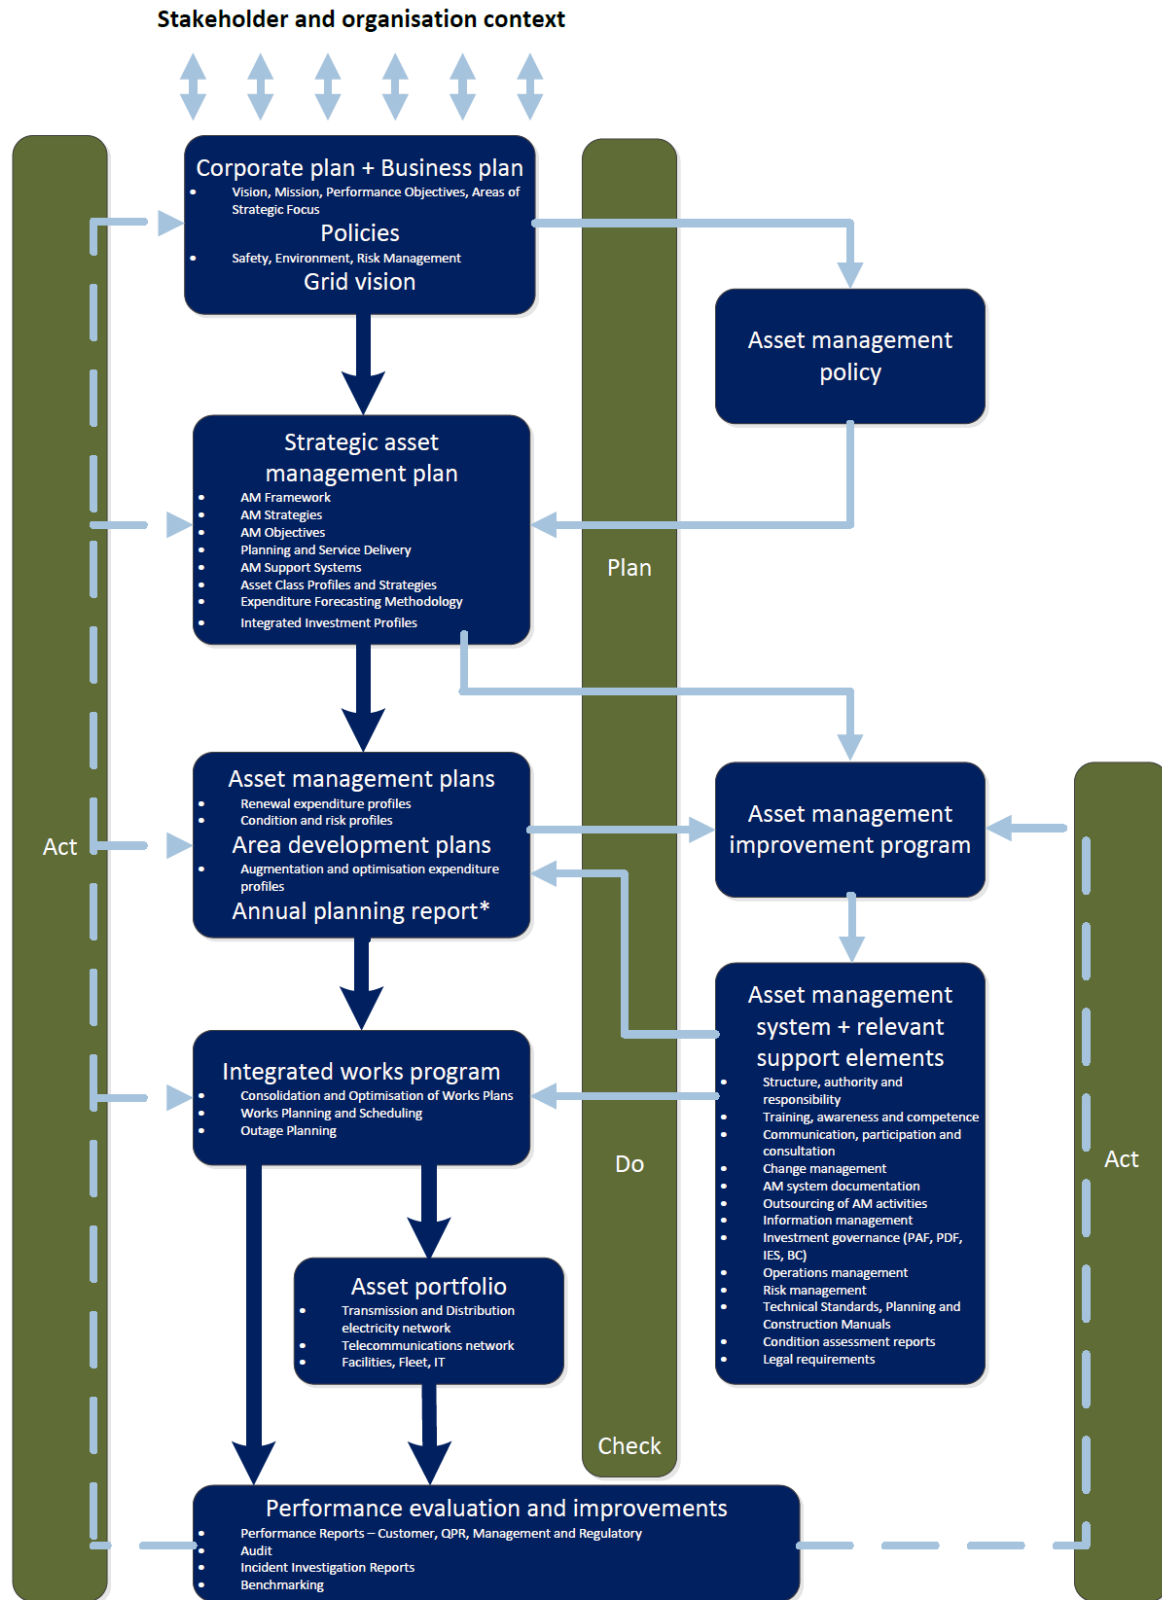 Stakeholder and organisation context
Corporate plan + Business plan
• Vision, Mission, Performance Objectives, Areas of
Strategic Focus
Policies
• Safety, Environment, Risk Management
Grid vision
Asset management
policy
Strategic asset
management plan
• AM Framework
• AM Strategies
• AM Objectives
• Planning and Service Delivery
• AM Support Systems
• Asset Class Profiles and Strategies
• Expenditure Forecasting Methodology
• Integrated Investment Profiles
Plan
Asset management plans
• Renewal expenditure profiles
• Condition and risk profiles
Area development plans
• Augmentation and optimisation expenditure
profiles
Annual planning report*
Asset management
improvement program
Act
Integrated works program
• Consolidation and Optimisation of Works Plans
• Works Planning and Scheduling
• Outage Planning
Do
Asset management
system + relevant
support elements
• Structure, authority and
responsibility
• Training, awareness and competence
• Communication, participation and
consultation
• Change management
• AM system documentation
• Outsourcing of AM activities
• Information management
• Investment governance (PAF, PDF,
IES, BC)
• Operations management
• Risk management
• Technical Standards, Planning and
Construction Manuals
• Condition assessment reports
• Legal requirements
Act
Asset portfolio
• Transmission and Distribution
electricity network
• Telecommunications network
• Facilities, Fleet, IT
Check
Performance evaluation and improvements
• Performance Reports – Customer, QPR, Management and Regulatory
• Audit
• Incident Investigation Reports
• Benchmarking